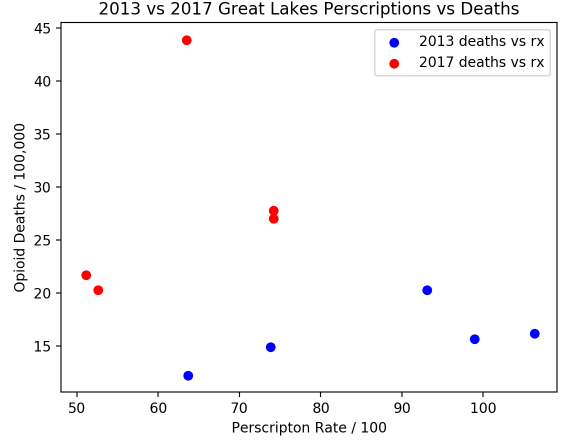 2013 vs 2017 Great Lakes Perscriptions vs Deaths
2013 deaths vs rx
2017 deaths vs rx
Opioid Deaths / 100,000
45
40
35
30
25
20
15
50 60 70 80 90 100
Perscripton Rate / 100